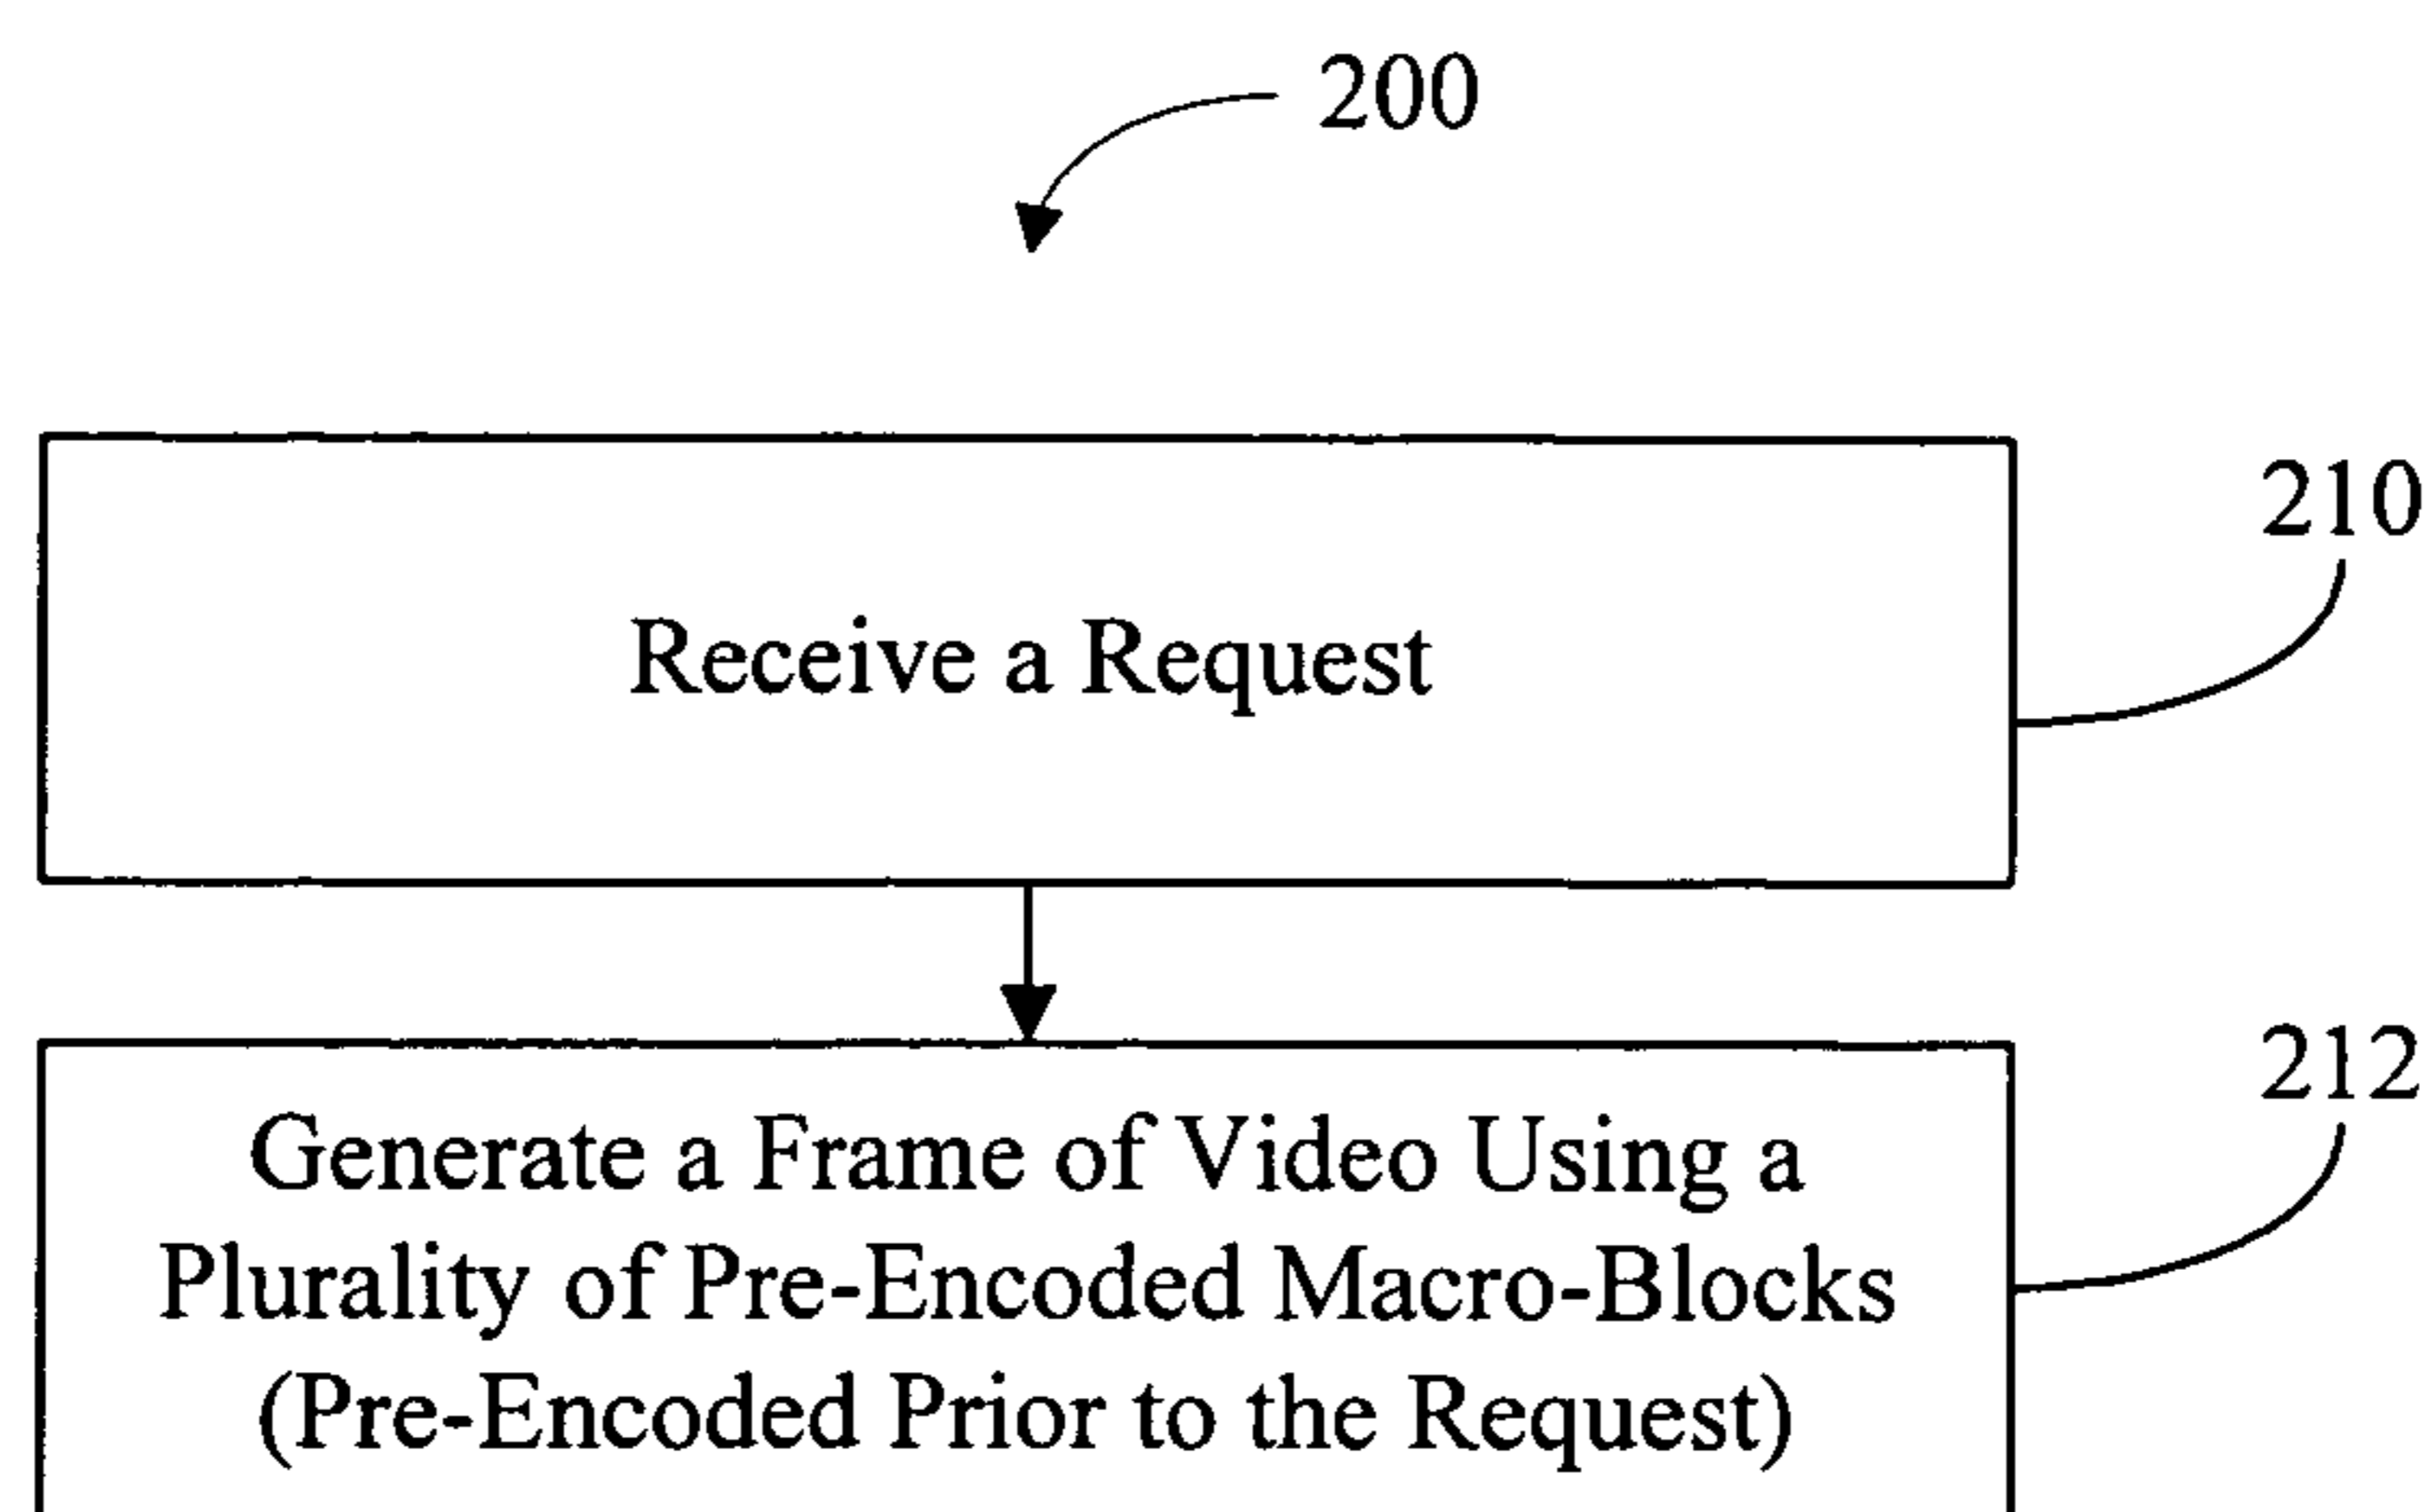 200
210
Receive a Request
212
Generate a Frame of Video Using a
Plurality of Pre-Encoded Macro-Blocks
(Pre-Encoded Prior to the Request)